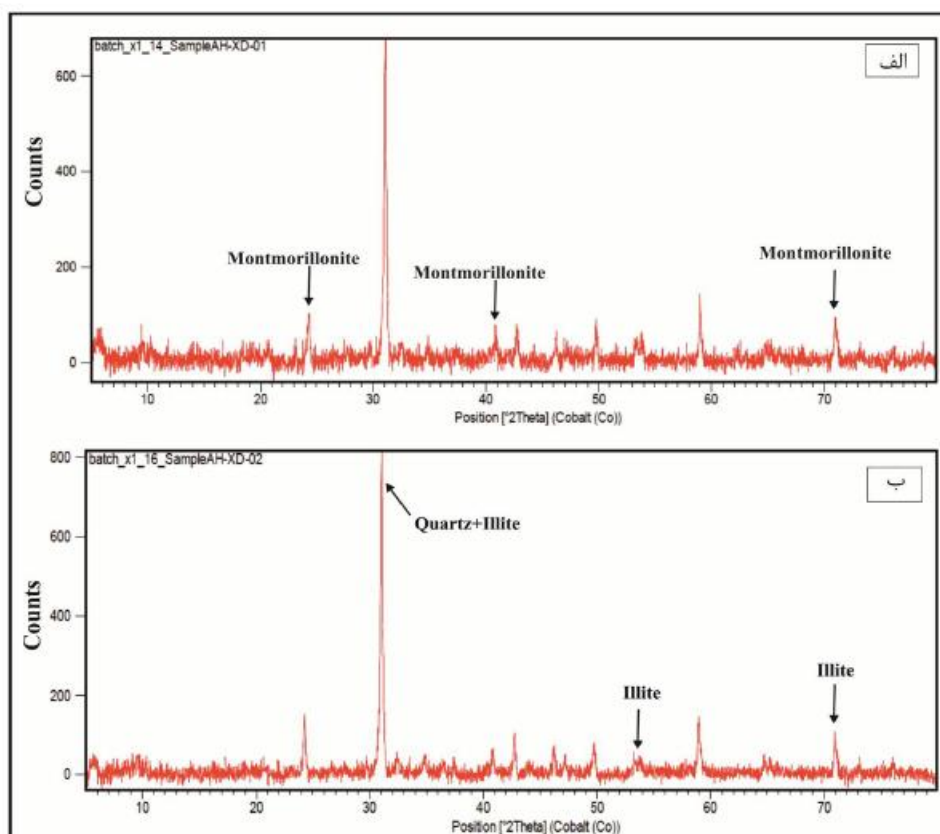 batch_x1_14_SampleAH-XD-01
الف
Counts
600
400
200
0
Montmorillonite
Montmorillonite
Montmorillonite
10
20
30
40
50
60
70
Position [°2Theta] (Cobalt (Co))
batch_x1_16_SampleAH-XD-02
ب
Counts
800
600
400
200
0
Quartz+Illite
Illite
Illite
10
20
30
40
50
60
70
Position [°2Theta] (Cobalt (Co))